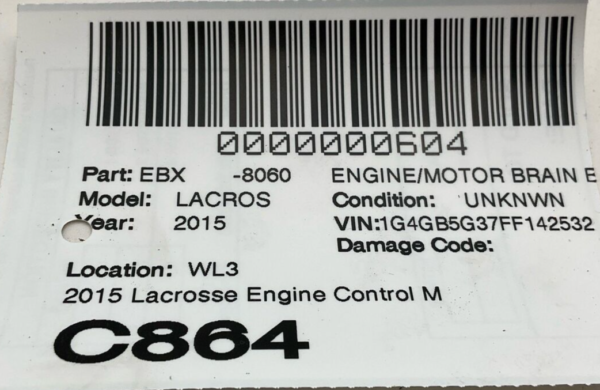 0000000604
Part: EBX -8060 ENGINE/MOTOR BRAIN E
Model: LACROS Condition: UNKNWN
Year: 2015 VIN:1G4GB5G37FF142532
Damage Code:
Location: WL3
2015 Lacrosse Engine Control M
C864